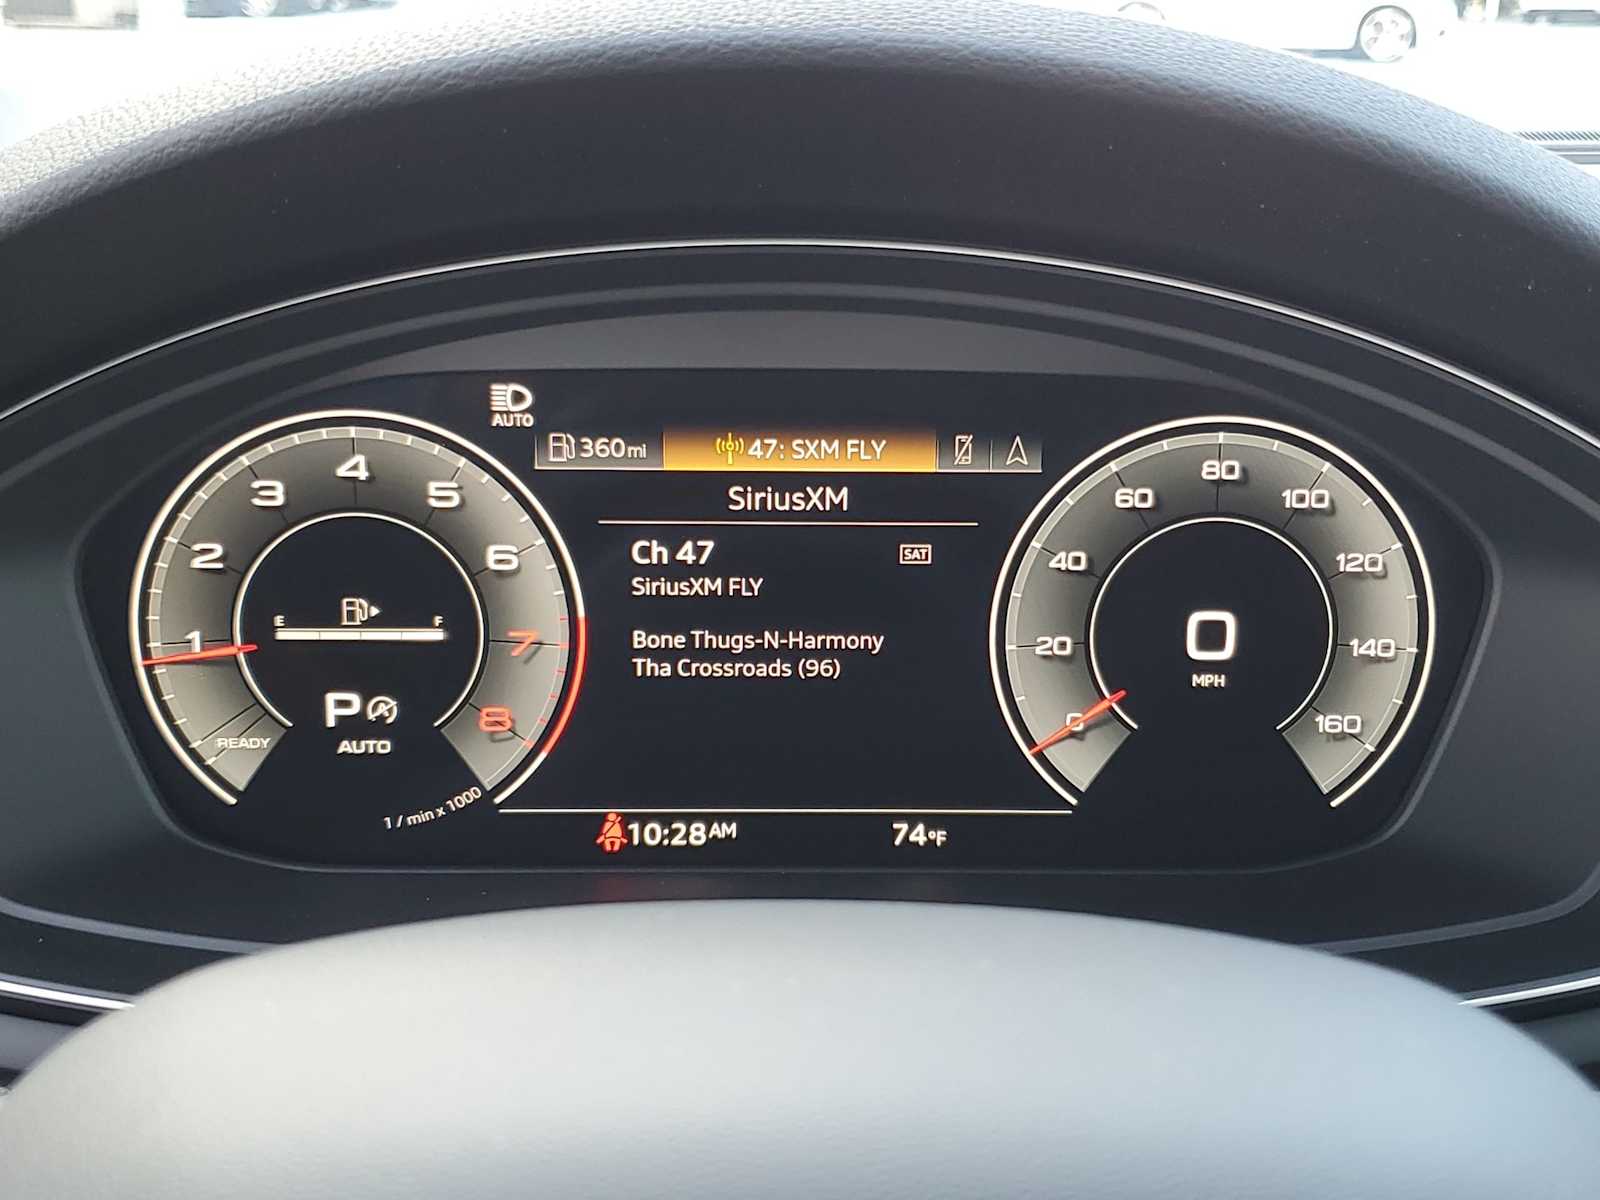 AUTO
360mi
47: SXM FLY
SiriusXM
Ch 47
SAT
SiriusXM FLY
Bone Thugs-N-Harmony
Tha Crossroads (96)
1
2
3
4
5
6
7
8
READY
E
F
P
A
AUTO
1 / min x 1000
0
20
40
60
80
100
120
140
160
0
MPH
10:28AM
74°F